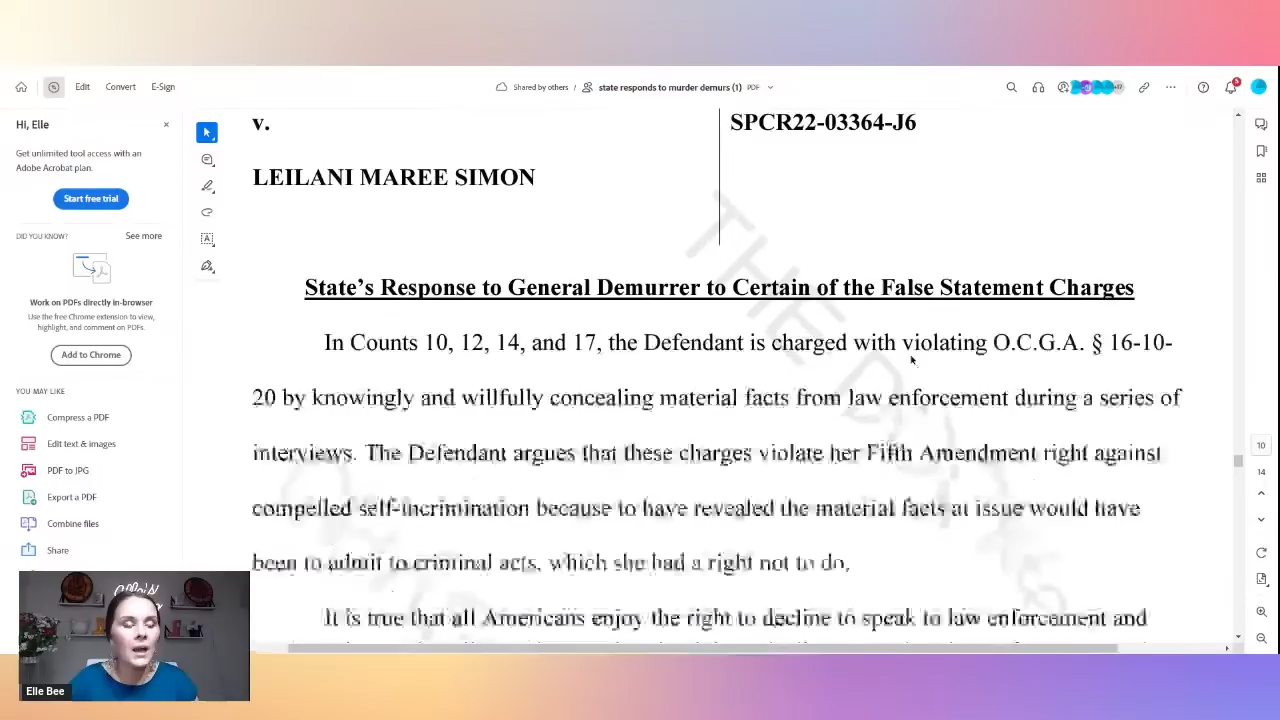 Edit
Convert
E-Sign
Shared by others / state responds to murder demurs (1) PDF
5
Hi, Elle
Get unlimited tool access with an
Adobe Acrobat plan.
Start free trial
DID YOU KNOW?
See more
Work on PDFs directly in-browser
Use the free Chrome extension to view,
highlight, and comment on PDFs.
Add to Chrome
YOU MAY LIKE
Compress a PDF
Edit text & images
PDF to JPG
Export a PDF
Combine files
Share
v.
SPCR22-03364-J6
LEILANI MAREE SIMON
State's Response to General Demurrer to Certain of the False Statement Charges
In Counts 10, 12, 14, and 17, the Defendant is charged with violating O.C.G.A. § 16-10-
20 by knowingly and willfully concealing material facts from law enforcement during a series of
interviews. The Defendant argues that these charges violate her Fifth Amendment right against
compelled self-incrimination because to have revealed the material facts at issue would have
been to admit to criminal acts, which she had a right not to do.
It is true that all Americans enjoy the right to decline to speak to law enforcement and
THE
10
14
Elle Bee